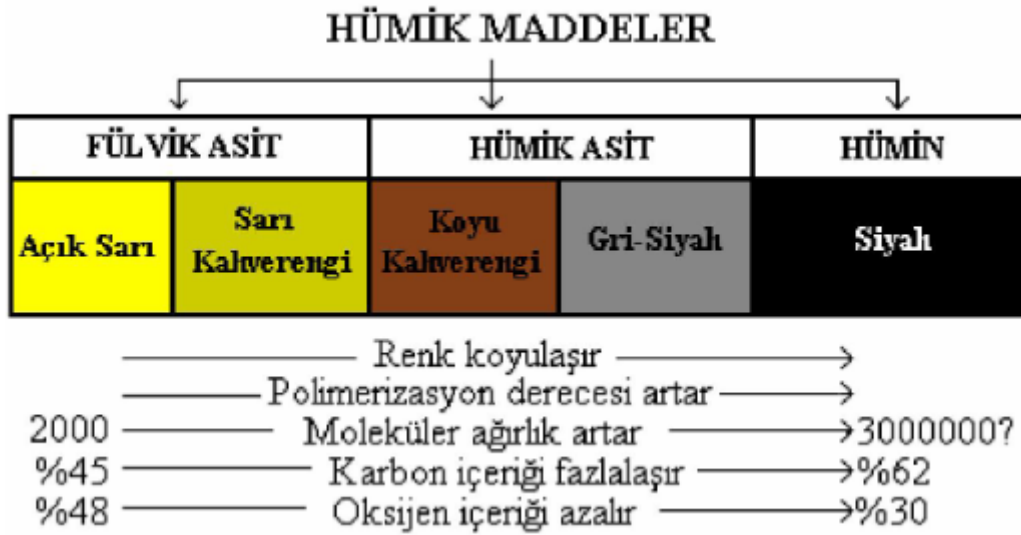 HÜMİK MADDELER
FÜLVİK ASİT HÜMİK ASİT HÜMİN
Açık Sarı
Sarı
Kahverengi
Koyu
Kahverengi
Gri-Siyah
Siyah
Renk koyulaşır
Polimerizasyon derecesi artar
2000 Moleküler ağırlık artar 3000000?
%45 Karbon içeriği fazlalaşır %62
%48 Oksijen içeriği azalır %30